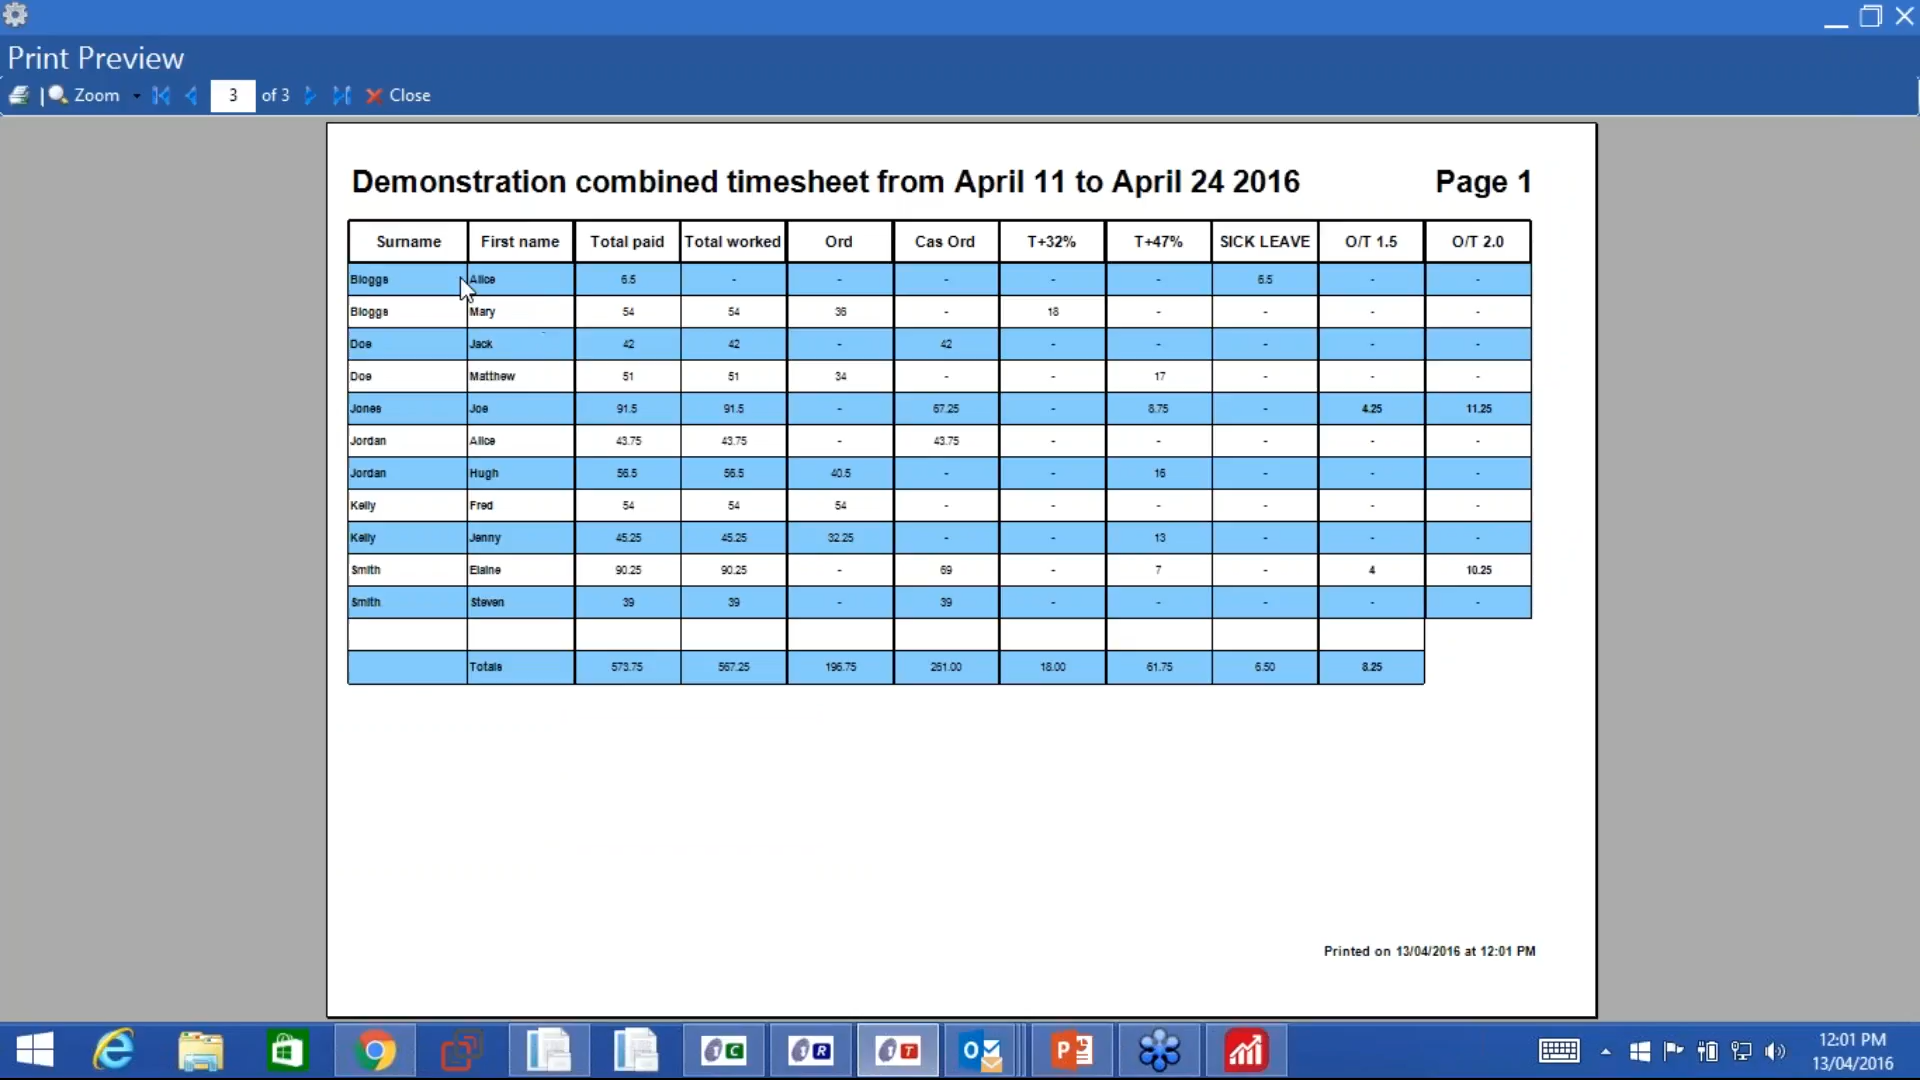 Print Preview
Zoom 3 of 3 Close
Demonstration combined timesheet from April 11 to April 24 2016 Page 1
Surname First name Total paid Total worked Ord Cas Ord T+32% T+47% SICK LEAVE O/T 1.5 O/T 2.0
Bloggs Alice 6.5 - - - - - 6.5 - -
Bloggs Mary 54 54 36 - 18 - - - -
Doe Jack 42 42 - 42 - - - - -
Doe Matthew 51 51 34 - - 17 - - -
Jones Joe 91.5 91.5 - 67.25 - 8.75 - 4.25 11.25
Jordan Alice 43.75 43.75 - 43.75 - - - - -
Jordan Hugh 56.5 56.5 40.5 - - 16 - - -
Kelly Fred 54 54 54 - - - - - -
Kelly Jenny 45.25 45.25 32.25 - - 13 - - -
Smith Elaine 90.25 90.25 - 69 - 7 - 4 10.25
Smith Steven 39 39 - 39 - - - - -
Totals 573.75 567.25 196.75 261.00 18.00 61.75 6.50 8.25
Printed on 13/04/2016 at 12:01 PM
C R T O P
12:01 PM
13/04/2016